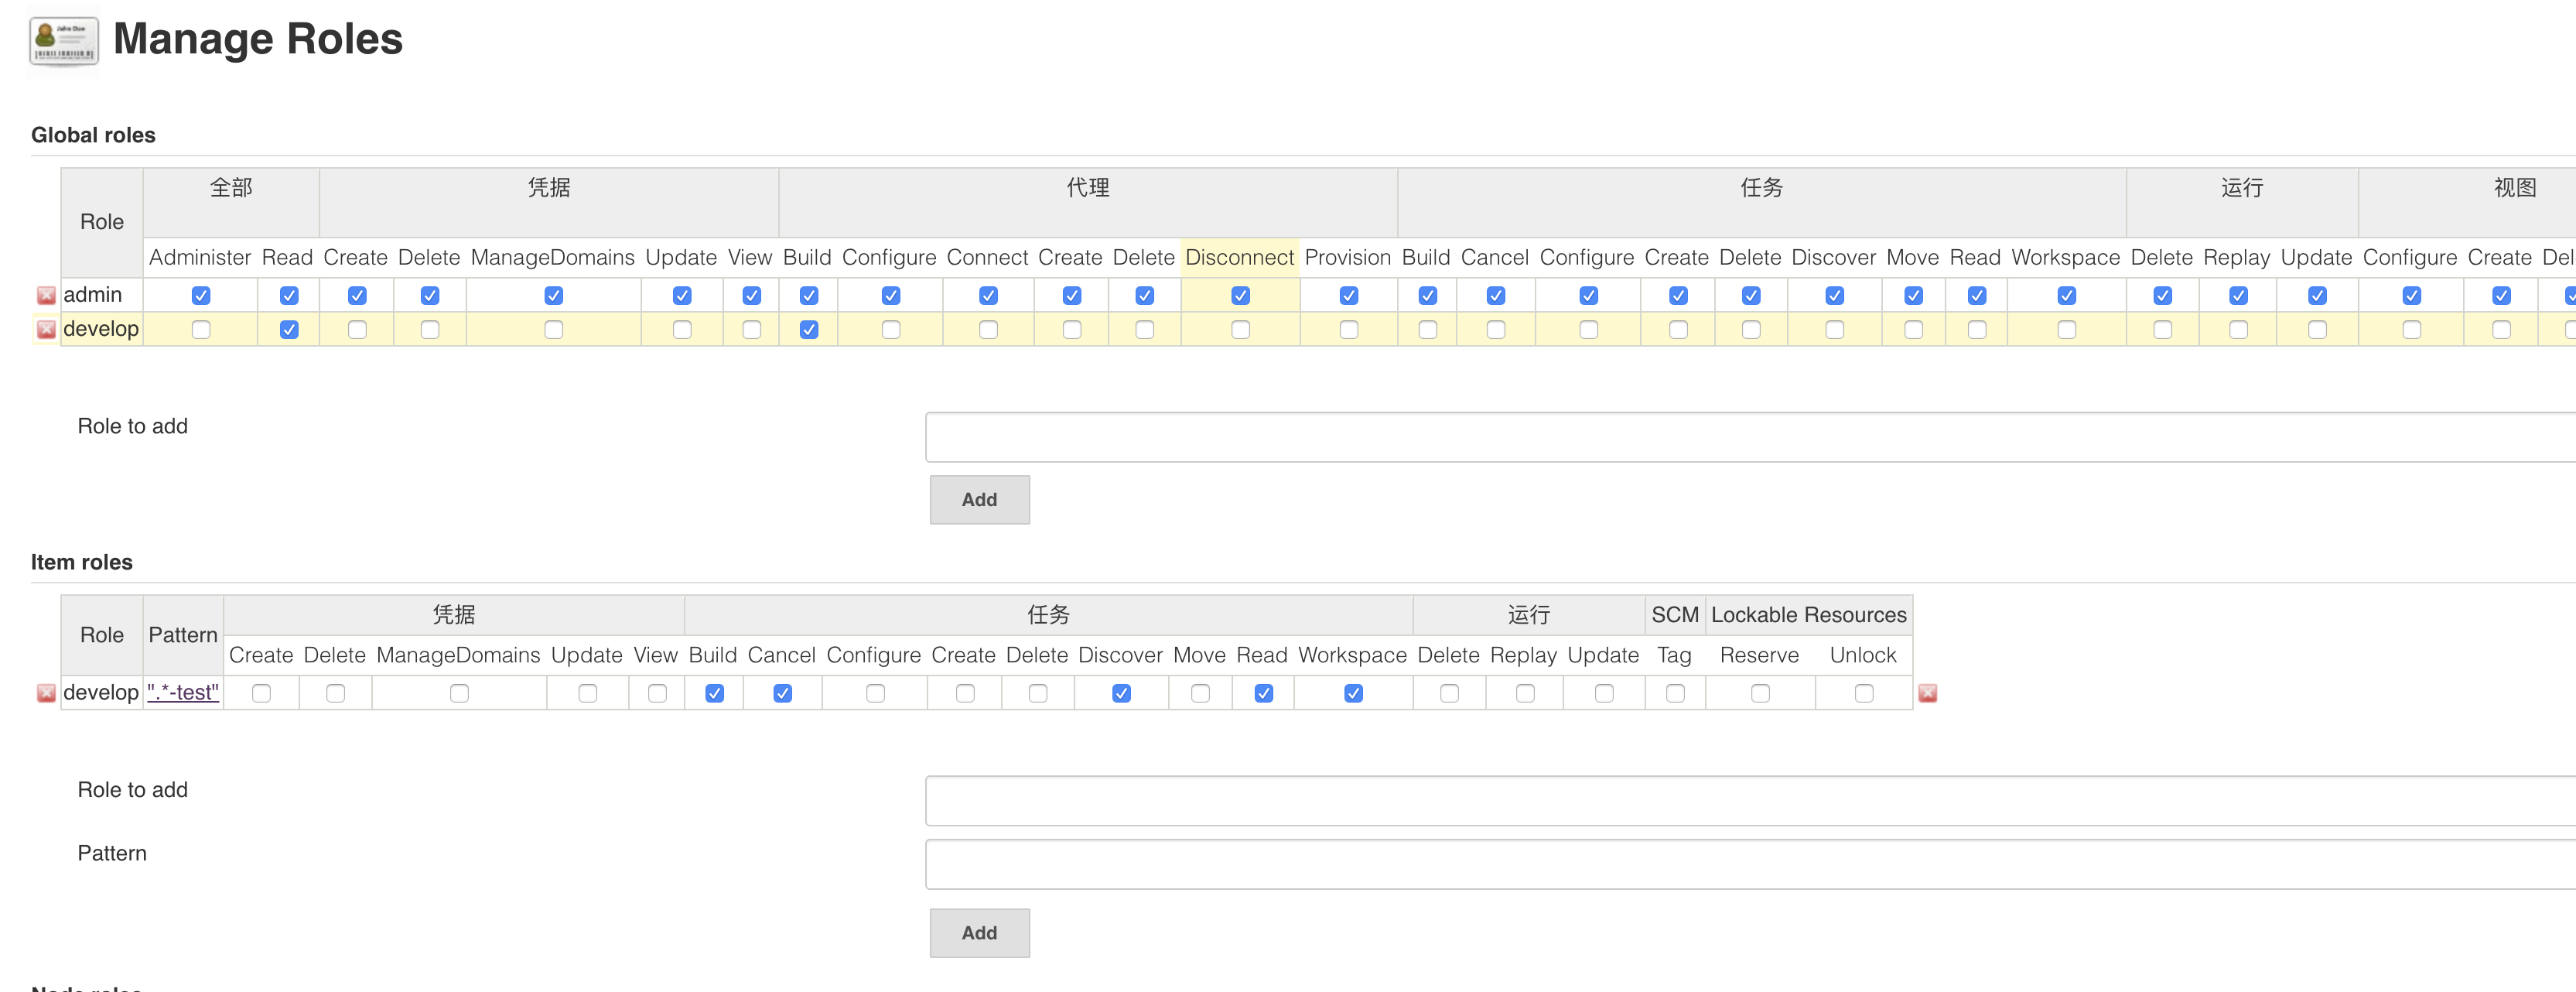 Manage Roles
Global roles
Role 全部 凭据 代理 任务 运行 视图
Administer Read Create Delete ManageDomains Update View Build Configure Connect Create Delete Disconnect Provision Build Cancel Configure Create Delete Discover Move Read Workspace Delete Replay Update Configure Create Del
admin
develop
Role to add
Add
Item roles
Role Pattern 凭据 任务 运行 SCM Lockable Resources
Create Delete ManageDomains Update View Build Cancel Configure Create Delete Discover Move Read Workspace Delete Replay Update Tag Reserve Unlock
develop ".*-test"
Role to add
Pattern
Add